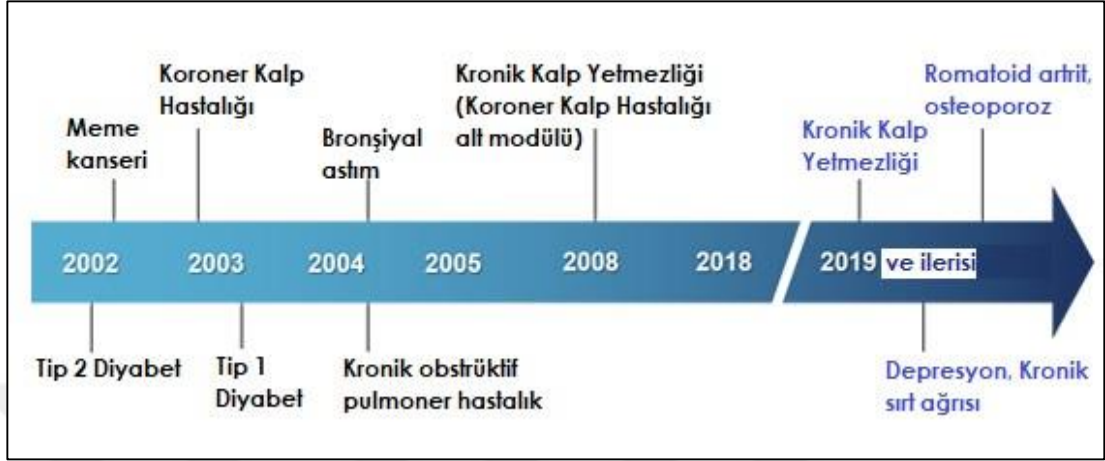 Meme
kanseri
Koroner Kalp
Hastalığı
Bronşiyal
astım
Kronik Kalp Yetmezliği
(Koroner Kalp Hastalığı
alt modülü)
Kronik Kalp
Yetmezliği
Romatoid artrit,
osteoporoz
2002 2003 2004 2005 2008 2018 2019 ve ilerisi
Tip 2 Diyabet
Tip 1
Diyabet
Kronik obstrüktif
pulmoner hastalık
Depresyon, Kronik
sırt ağrısı